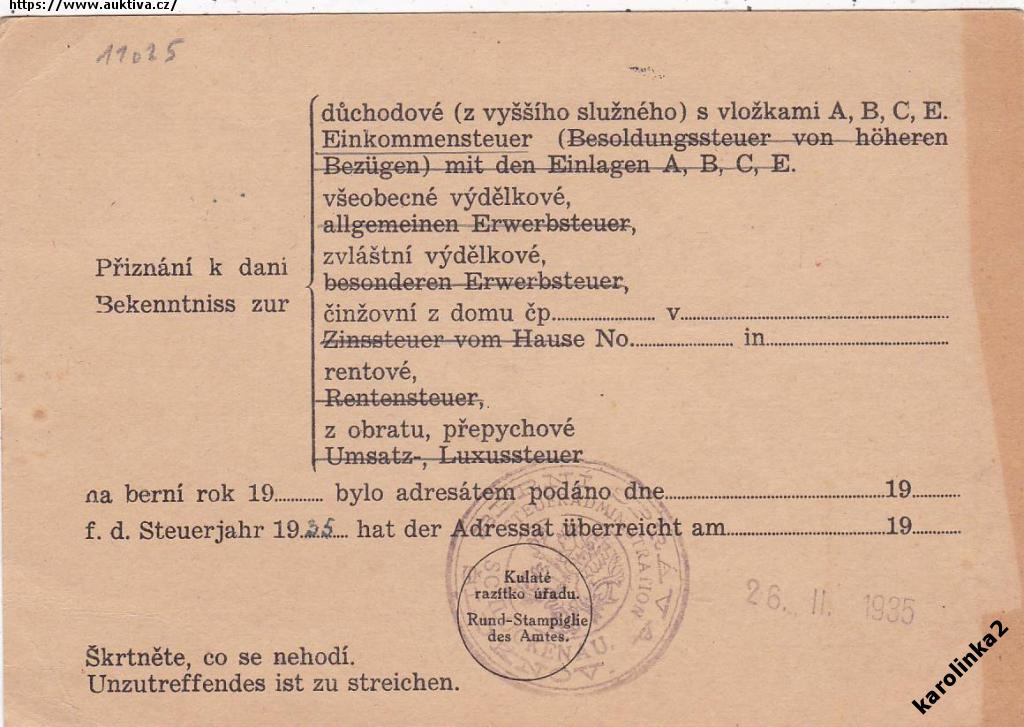 https://www.auktiva.cz/
11025
důchodové (z vyššího služného) s vložkami A, B, C, E.
Einkommensteuer (Besoldungssteuer von höheren
Bezügen) mit den Einlagen A, B, C, E.
všeobecné výdělkové,
allgemeinen Erwerbsteuer,
zvláštní výdělkové,
Přiznání k dani
besonderen Erwerbsteuer,
Bekenntniss zur
činžovní z domu čp. v
Zinssteuer vom Hause No. in
rentové,
Rentensteuer,
z obratu, přepychové
Umsatz-, Luxussteuer
na berní rok 19 bylo adresátem podáno dne 19
f. d. Steuerjahr 1935 hat der Adressat überreicht am 19
STEUERADMINISTRATION
Kulaté
razítko úřadu.
Rund-Stampiglie
des Amtes.
26. II. 1935
Škrtněte, co se nehodí.
Unzutreffendes ist zu streichen.
karolinka2